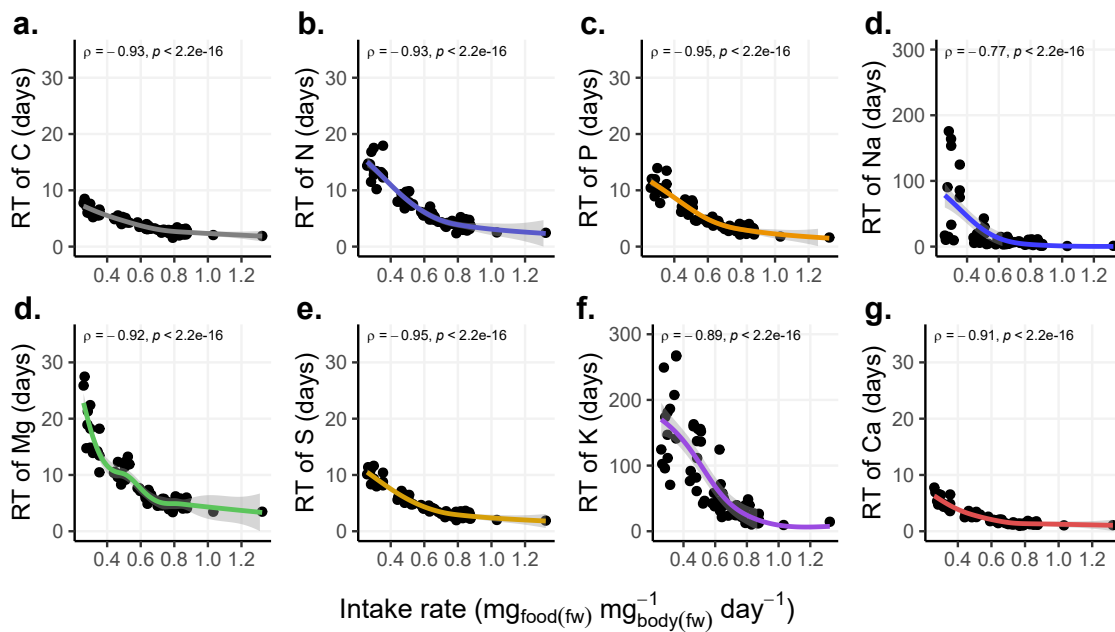 a. b. c. d.
ρ = −0.93, p < 2.2e-16 ρ = −0.93, p < 2.2e-16 ρ = −0.95, p < 2.2e-16 ρ = −0.77, p < 2.2e-16
RT of C (days)
30
20
10
0
0.4 0.6 0.8 1.0 1.2
RT of N (days)
30
20
10
0
0.4 0.6 0.8 1.0 1.2
RT of P (days)
30
20
10
0
0.4 0.6 0.8 1.0 1.2
RT of Na (days)
300
200
100
0
0.4 0.6 0.8 1.0 1.2
d. e. f. g.
ρ = −0.92, p < 2.2e-16 ρ = −0.95, p < 2.2e-16 ρ = −0.89, p < 2.2e-16 ρ = −0.91, p < 2.2e-16
RT of Mg (days)
30
20
10
0
0.4 0.6 0.8 1.0 1.2
RT of S (days)
30
20
10
0
0.4 0.6 0.8 1.0 1.2
RT of K (days)
300
200
100
0
0.4 0.6 0.8 1.0 1.2
RT of Ca (days)
30
20
10
0
0.4 0.6 0.8 1.0 1.2
Intake rate (mg food(fw) mg−1 body(fw) day−1)